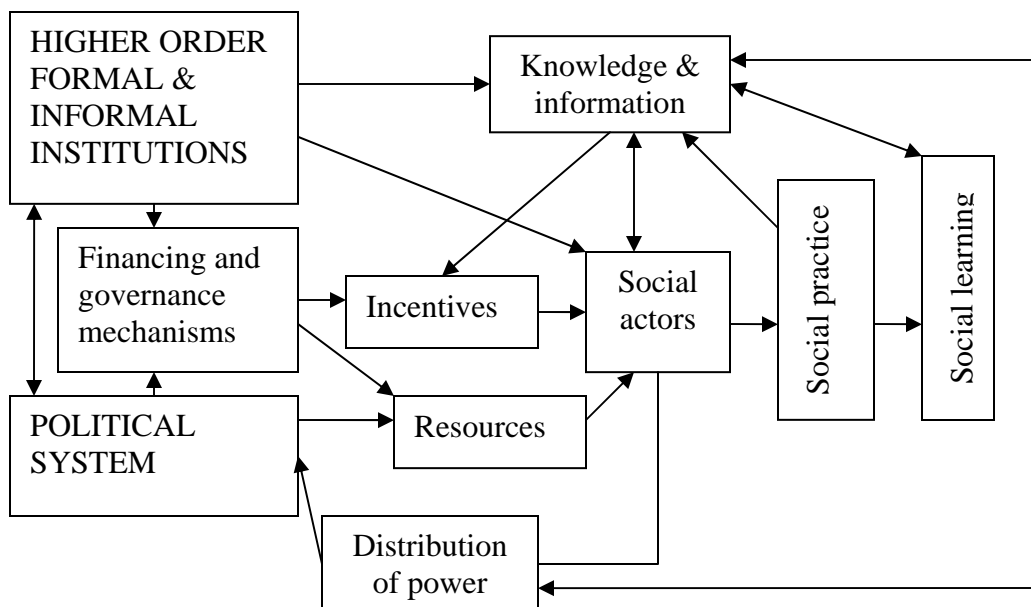 HIGHER ORDER
FORMAL &
INFORMAL
INSTITUTIONS
Knowledge &
information
Financing and
governance
mechanisms
Incentives
Social
actors
Social practice
Social learning
POLITICAL
SYSTEM
Resources
Distribution
of power